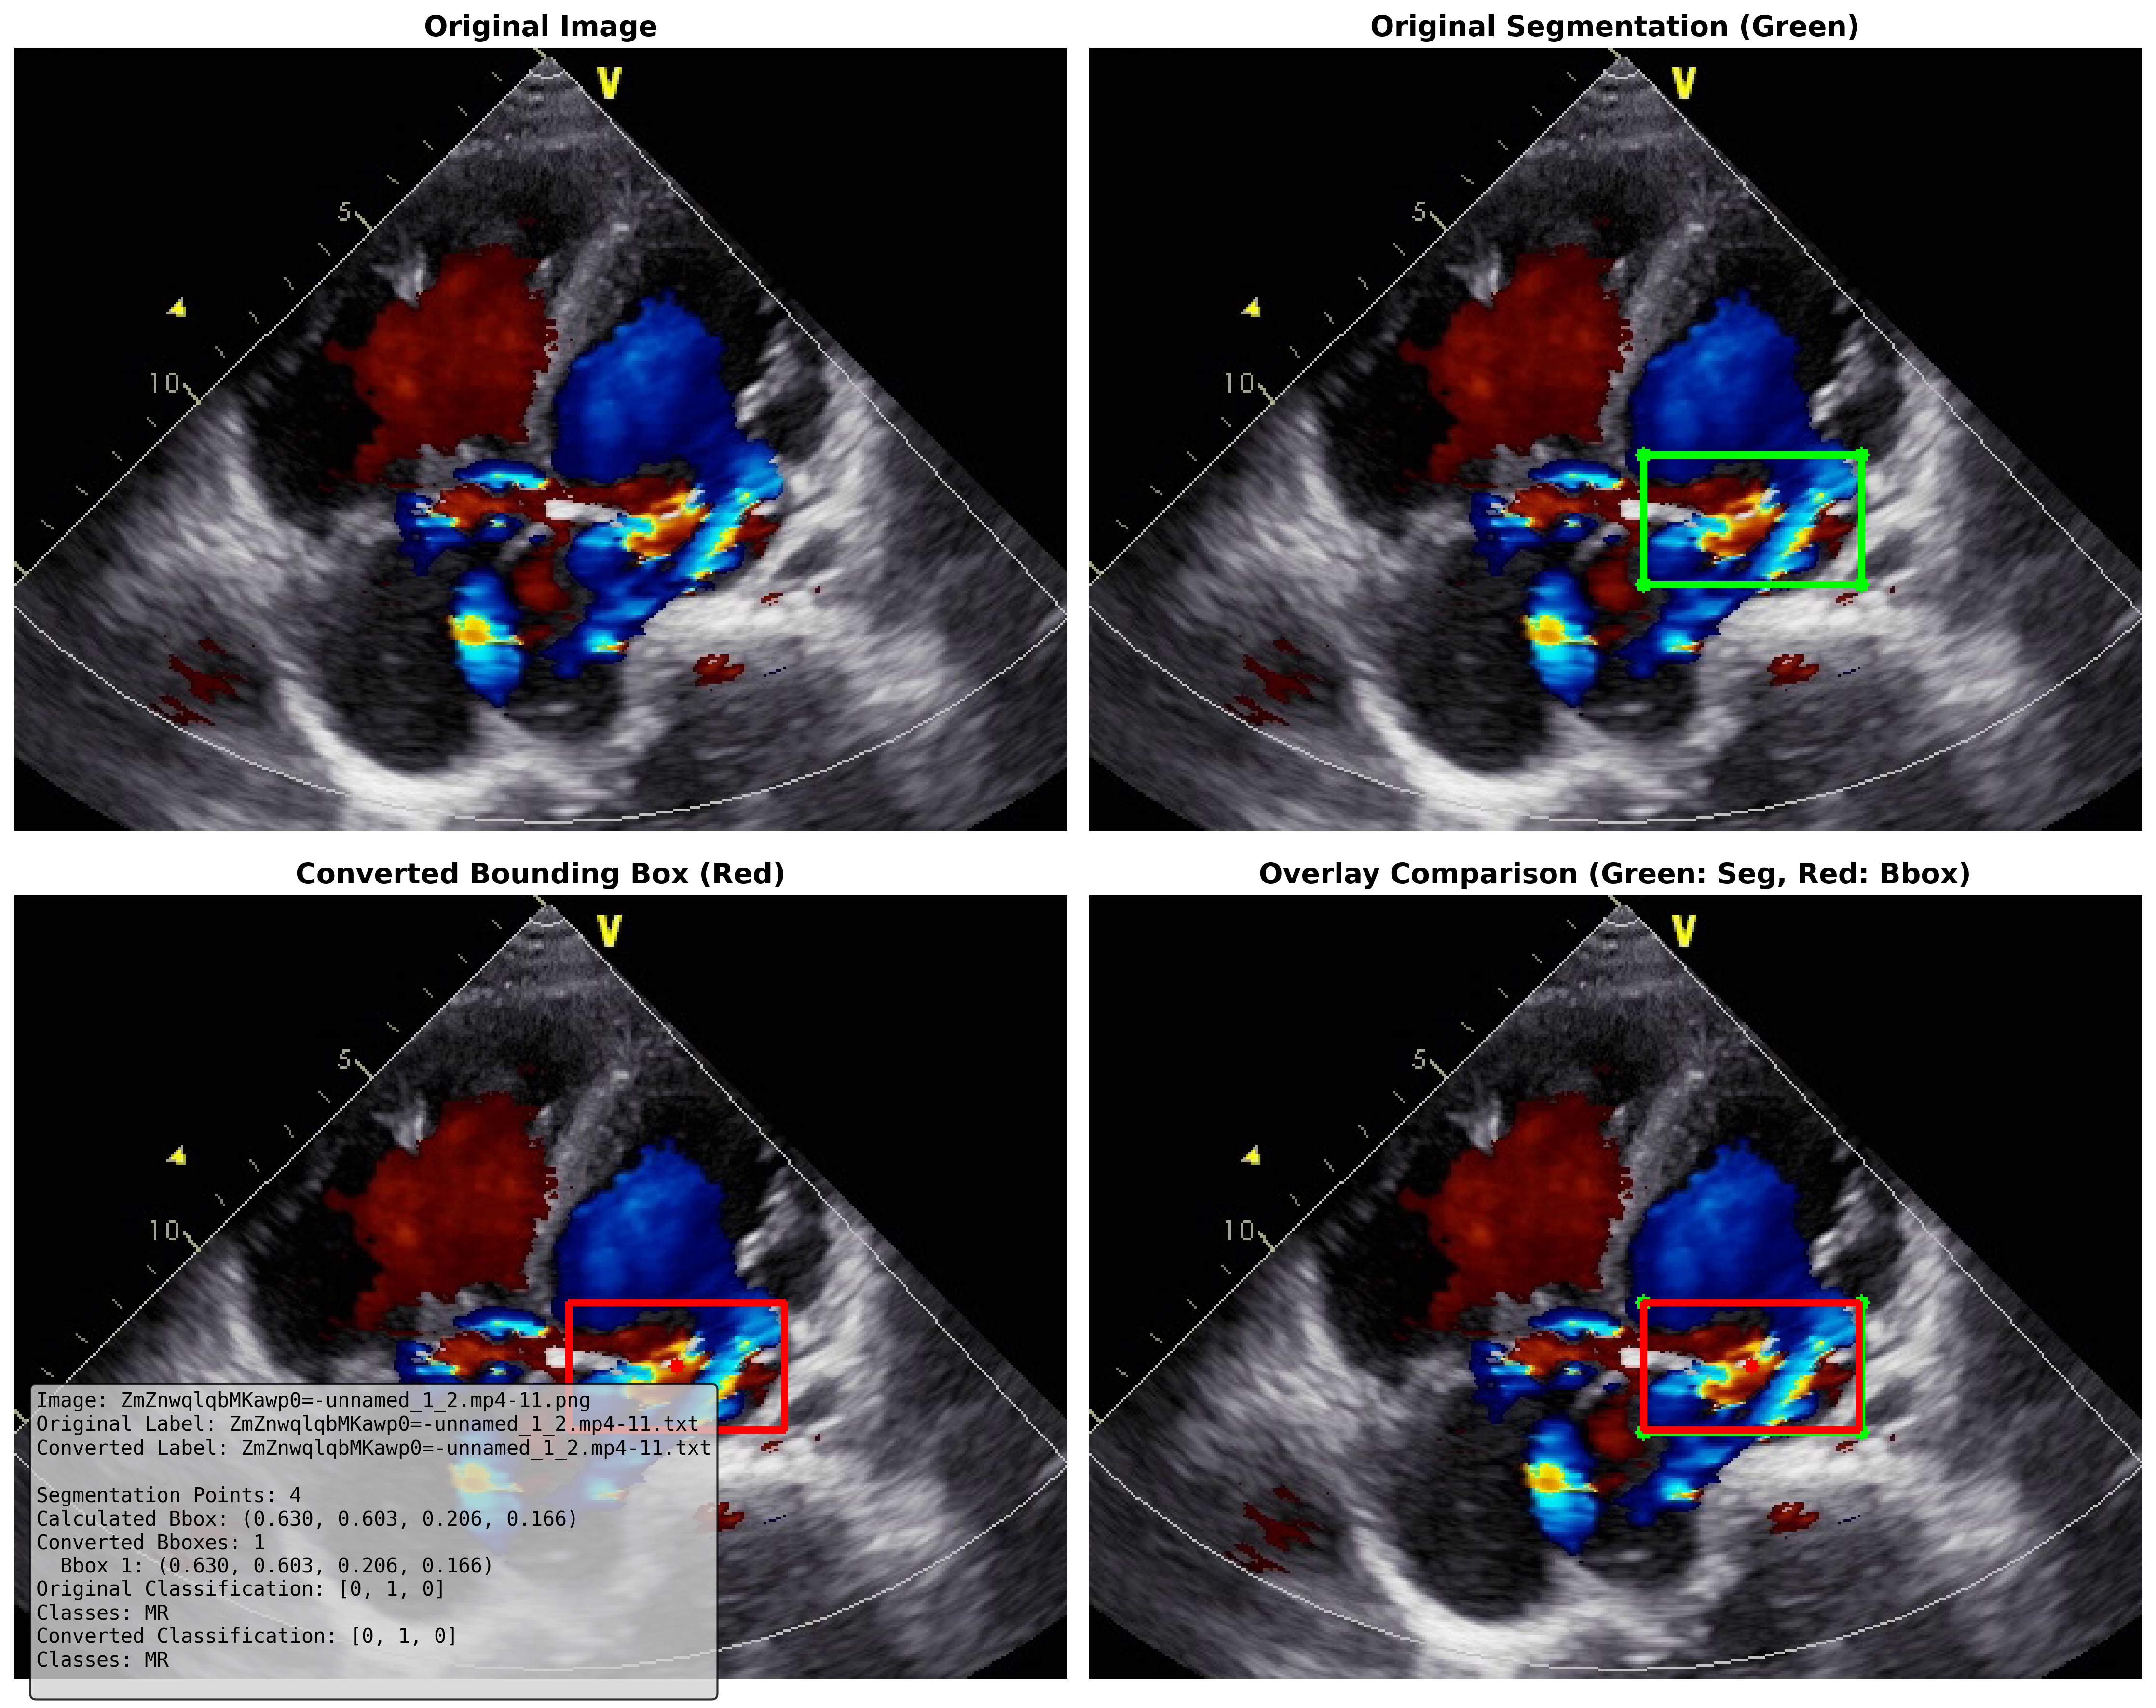 Original Image
Original Segmentation (Green)
V
5
10
V
5
10
Converted Bounding Box (Red)
Overlay Comparison (Green: Seg, Red: Bbox)
V
5
10
V
5
10
Image: ZmZnwqlqbMKawp0=-unnamed_1_2.mp4-11.png
Original Label: ZmZnwqlqbMKawp0=-unnamed_1_2.mp4-11.txt
Converted Label: ZmZnwqlqbMKawp0=-unnamed_1_2.mp4-11.txt
Segmentation Points: 4
Calculated Bbox: (0.630, 0.603, 0.206, 0.166)
Converted Bboxes: 1
Bbox 1: (0.630, 0.603, 0.206, 0.166)
Original Classification: [0, 1, 0]
Classes: MR
Converted Classification: [0, 1, 0]
Classes: MR